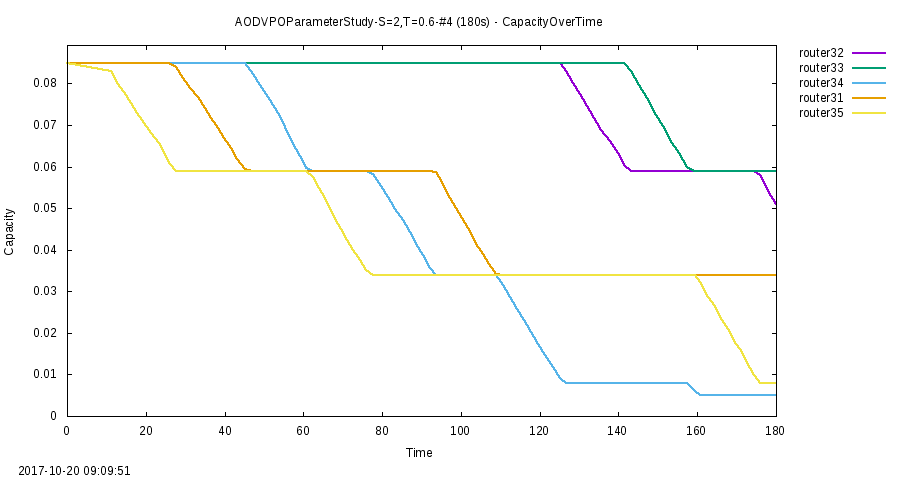 AODVPOParameterStudy-S=2,T=0.6-#4 (180s) - CapacityOverTime
router32
router33
router34
router31
router35
0.08
0.07
0.06
0.05
0.04
0.03
0.02
0.01
0
Capacity
0 20 40 60 80 100 120 140 160 180
Time
2017-10-20 09:09:51